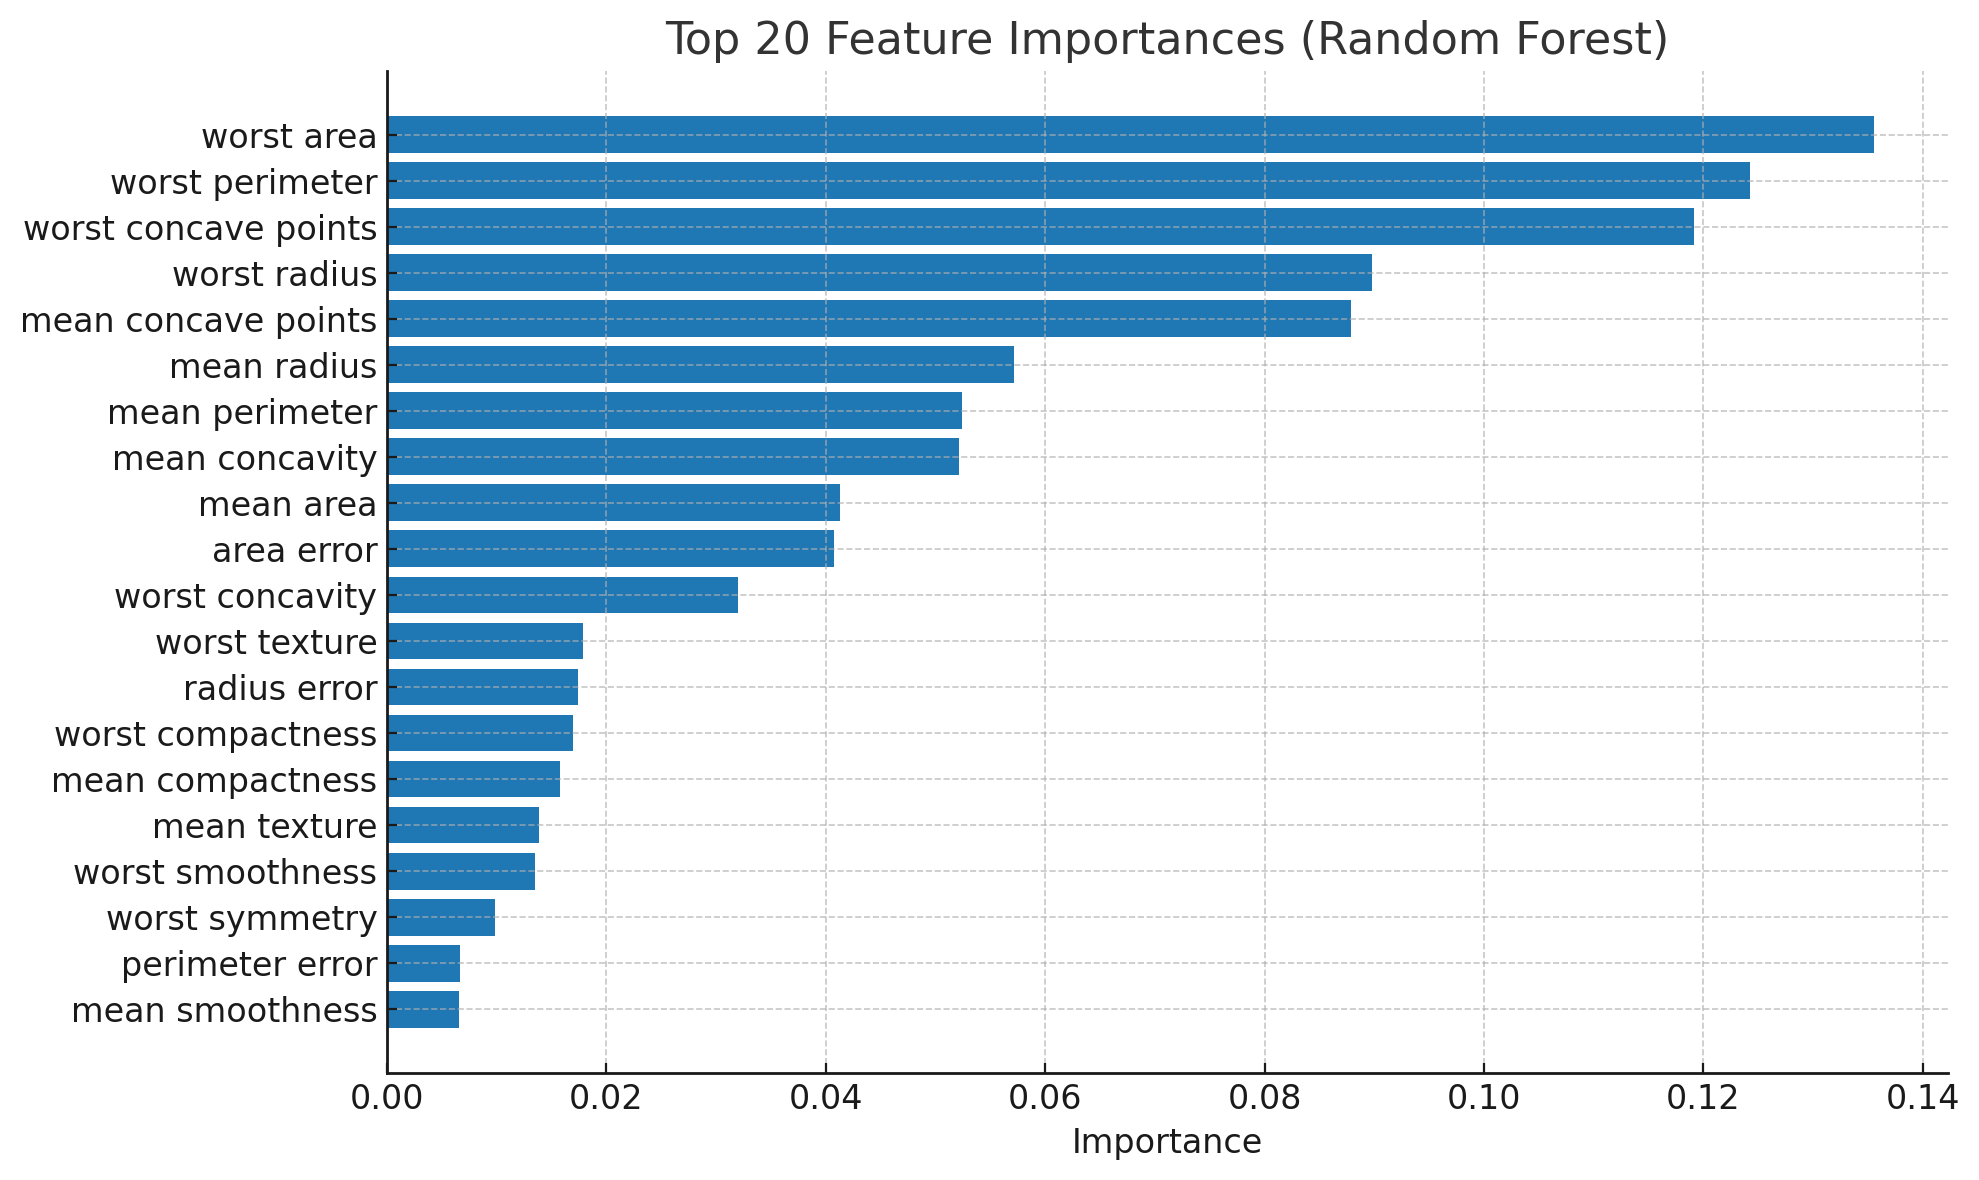 Top 20 Feature Importances (Random Forest)
worst area
worst perimeter
worst concave points
worst radius
mean concave points
mean radius
mean perimeter
mean concavity
mean area
area error
worst concavity
worst texture
radius error
worst compactness
mean compactness
mean texture
worst smoothness
worst symmetry
perimeter error
mean smoothness
0.00 0.02 0.04 0.06 0.08 0.10 0.12 0.14
Importance